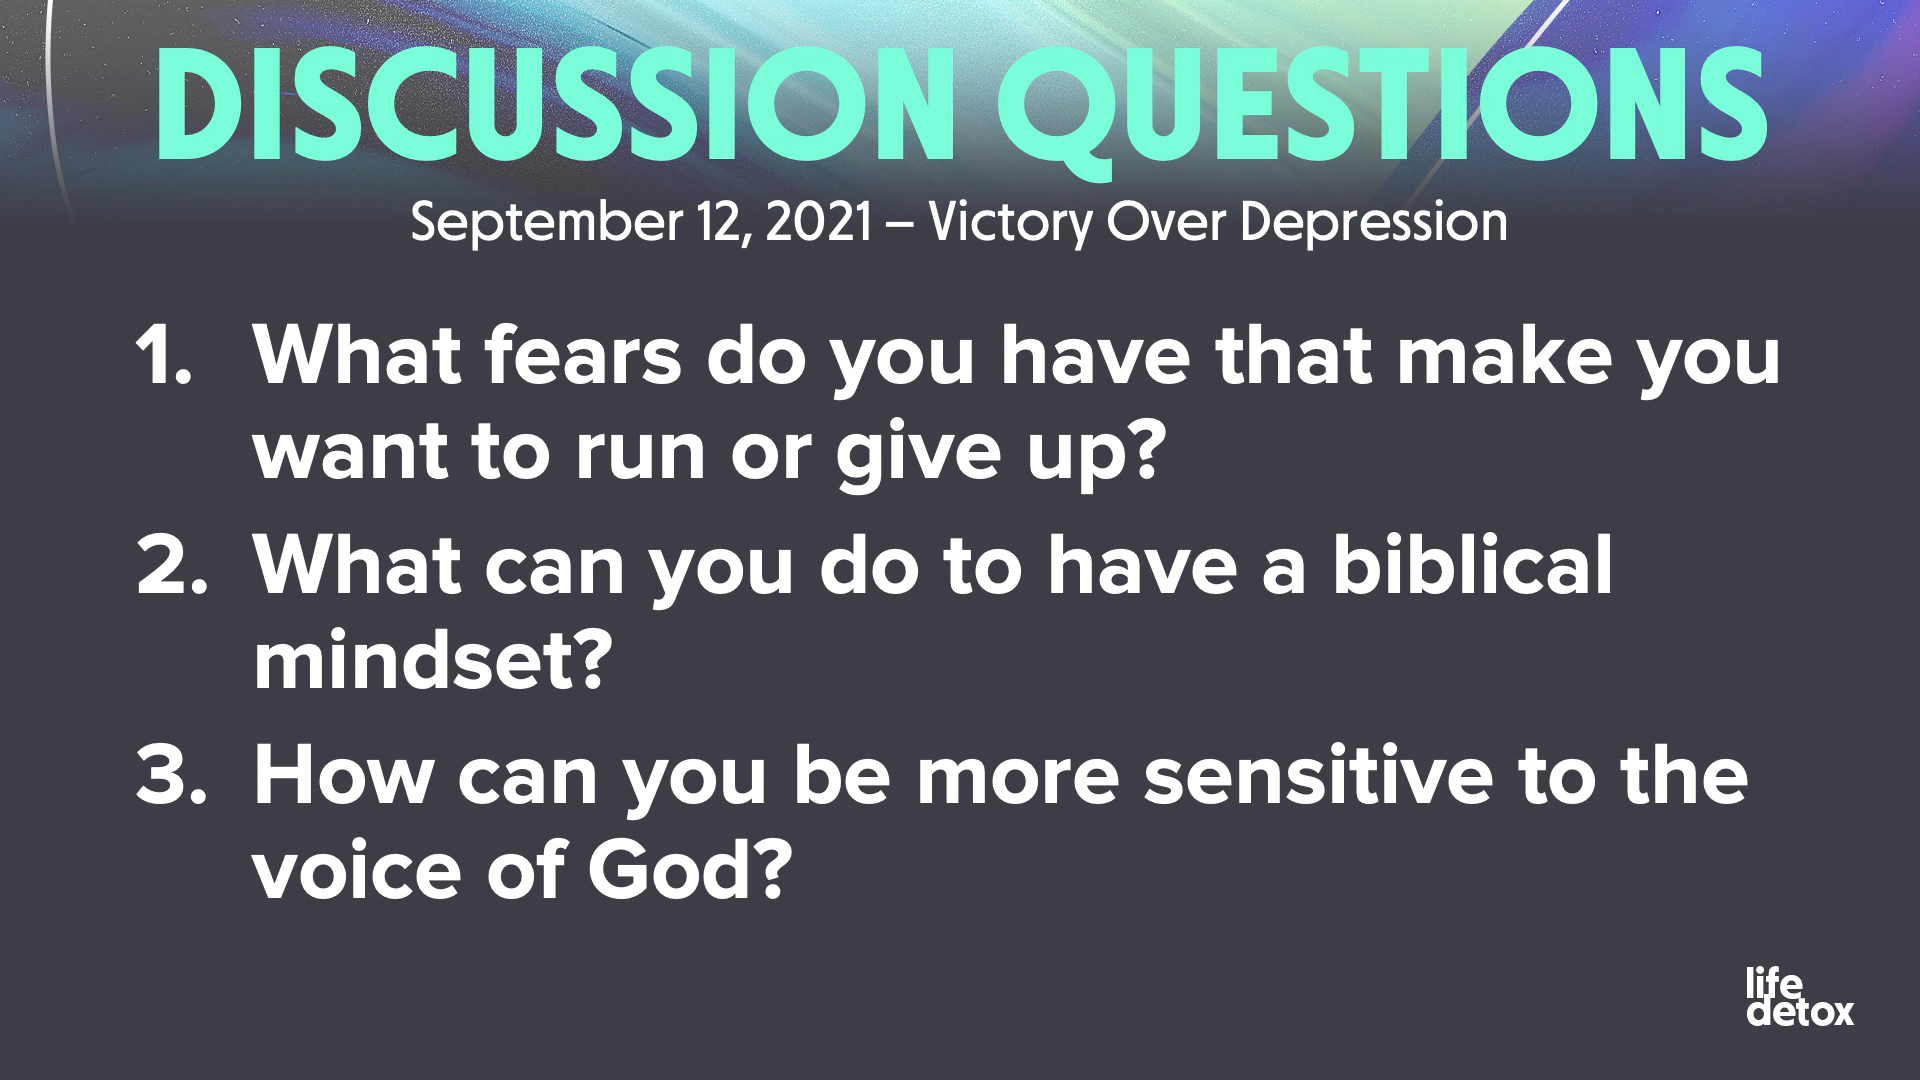 DISCUSSION QUESTIONS
September 12, 2021 – Victory Over Depression
1. What fears do you have that make you
want to run or give up?
2. What can you do to have a biblical
mindset?
3. How can you be more sensitive to the
voice of God?
life
detox